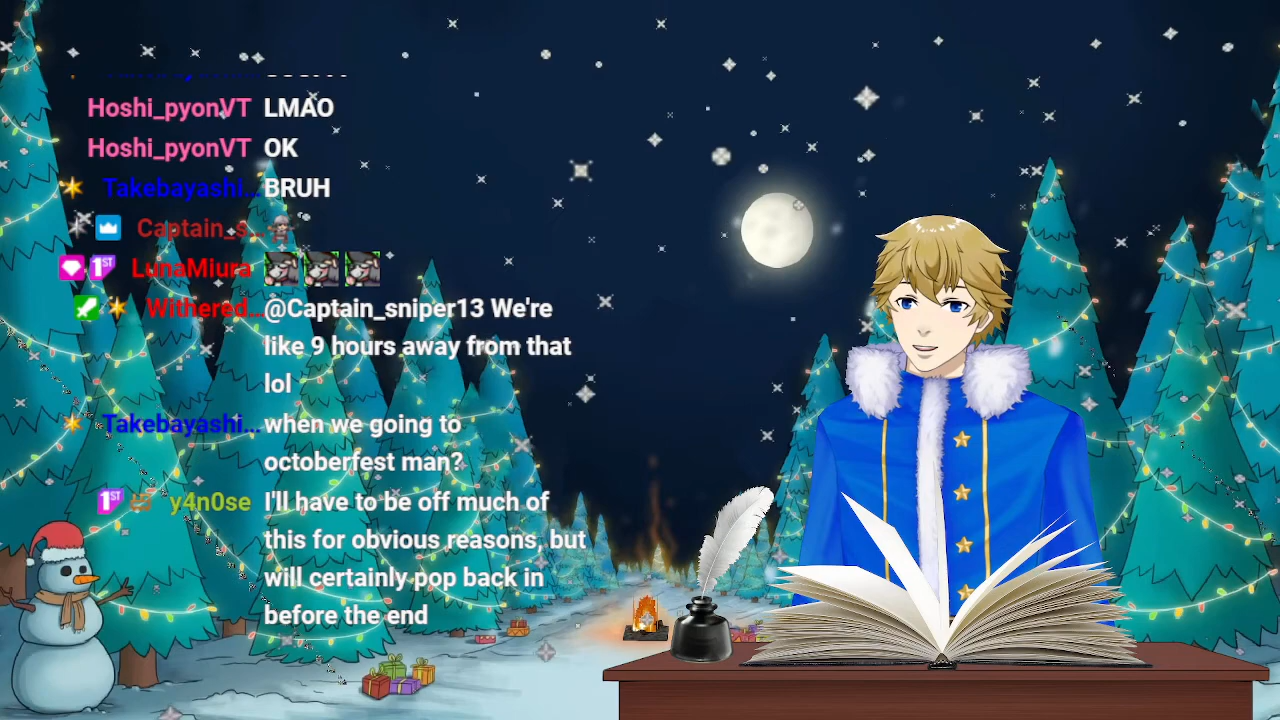 Hoshi_pyonVT LMAO
Hoshi_pyonVT OK
Takebayashi... BRUH
Captain_s...
1ST LunaMiura
Withered... @Captain_sniper13 We're
like 9 hours away from that
lol
Takebayashi... when we going to
octoberfest man?
1ST y4n0se I'll have to be off much of
this for obvious reasons, but
will certainly pop back in
before the end